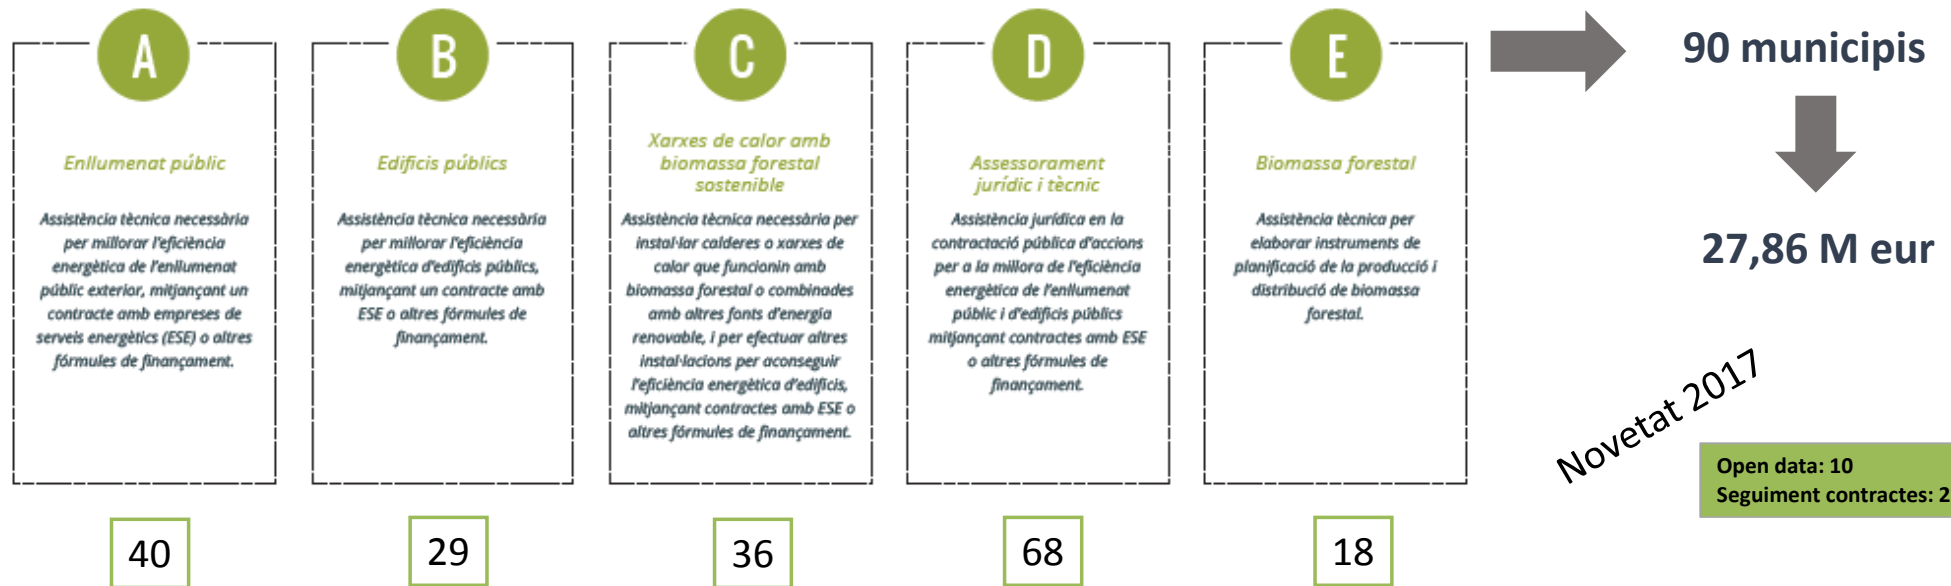 A
Enllumenat públic
Assistència tècnica necessària
per millorar l'eficiència
energètica de l'enllumenat
públic exterior, mitjançant un
contracte amb empreses de
serveis energètics (ESE) o altres
fórmules de finançament.
40
B
Edificis públics
Assistència tècnica necessària
per millorar l'eficiència
energètica d'edificis públics,
mitjançant un contracte amb
ESE o altres fórmules de
finançament.
29
C
Xarxes de calor amb
biomassa forestal
sostenible
Assistència tècnica necessària per
instal·lar calderes o xarxes de
calor que funcionin amb
biomassa forestal o combinades
amb altres fonts d'energia
renovable, i per efectuar altres
instal·lacions per aconseguir
l'eficiència energètica d'edificis,
mitjançant contractes amb ESE o
altres fórmules de finançament.
36
D
Assessorament
jurídic i tècnic
Assistència jurídica en la
contractació pública d'accions
per a la millora de l'eficiència
energètica de l'enllumenat
públic i d'edificis públics
mitjançant contractes amb ESE
o altres fórmules de
finançament.
68
E
Biomassa forestal
Assistència tècnica per
elaborar instruments de
planificació de la producció i
distribució de biomassa
forestal.
18
90 municipis
27,86 M eur
Novetat 2017
Open data: 10
Seguiment contractes: 2